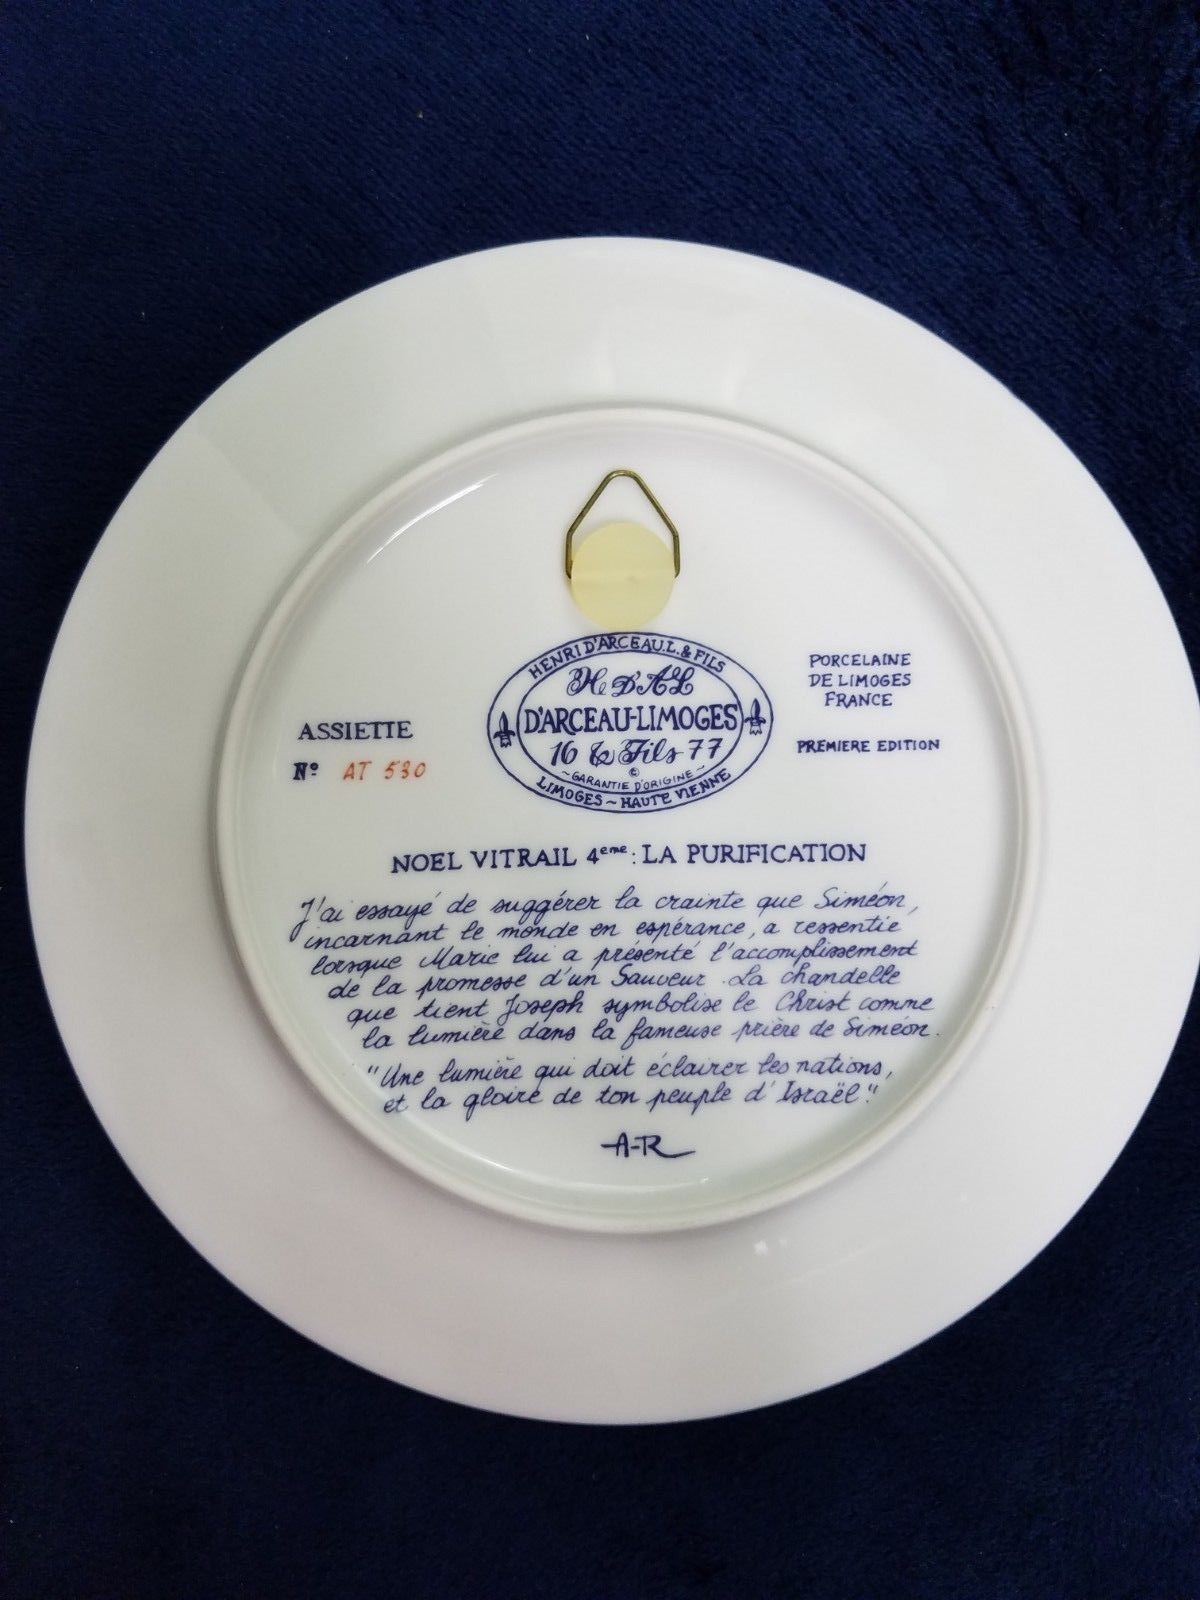 HENRI D'ARCEAU.L. & FILS
H. D'A L
D'ARCEAU-LIMOGES
16 & Fils 77
~GARANTIE D'ORIGINE~
©
LIMOGES ~ HAUTE VIENNE
PORCELAINE
DE LIMOGES
FRANCE
PREMIERE EDITION
ASSIETTE
Nº AT 530
NOEL VITRAIL 4eme: LA PURIFICATION
J'ai essayé de suggérer la crainte que Siméon,
incarnant le monde en espérance, a ressentie
lorsque Marie lui a présenté l'accomplissement
de la promesse d'un Sauveur. La chandelle
que tient Joseph symbolise le Christ comme
la lumière dans la fameuse prière de Siméon.
"Une lumière qui doit éclairer les nations,
et la gloire de ton peuple d'Israël".
A-R